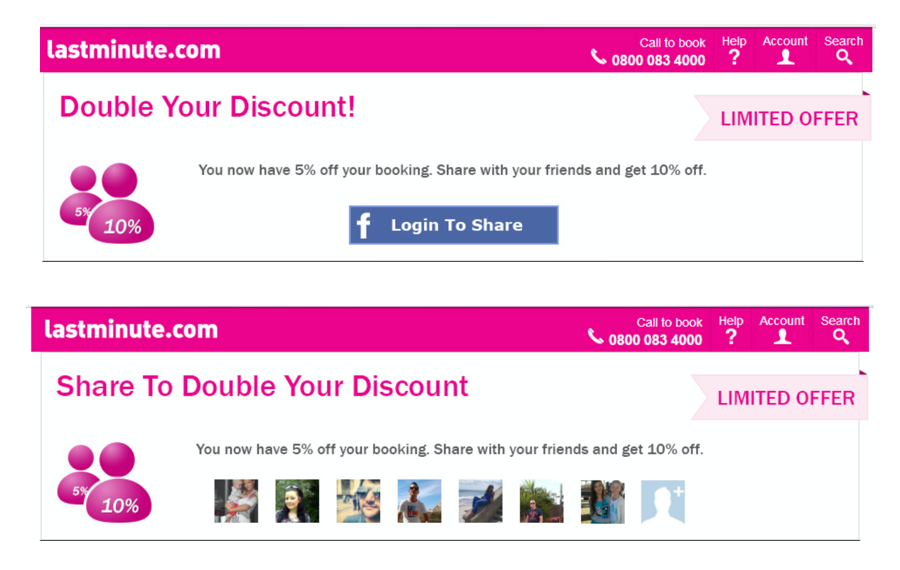 lastminute.com
Call to book
0800 083 4000
Help
?
Account
Search
Double Your Discount!
LIMITED OFFER
You now have 5% off your booking. Share with your friends and get 10% off.
5%
10%
f Login To Share
lastminute.com
Call to book
0800 083 4000
Help
?
Account
Search
Share To Double Your Discount
LIMITED OFFER
You now have 5% off your booking. Share with your friends and get 10% off.
5%
10%